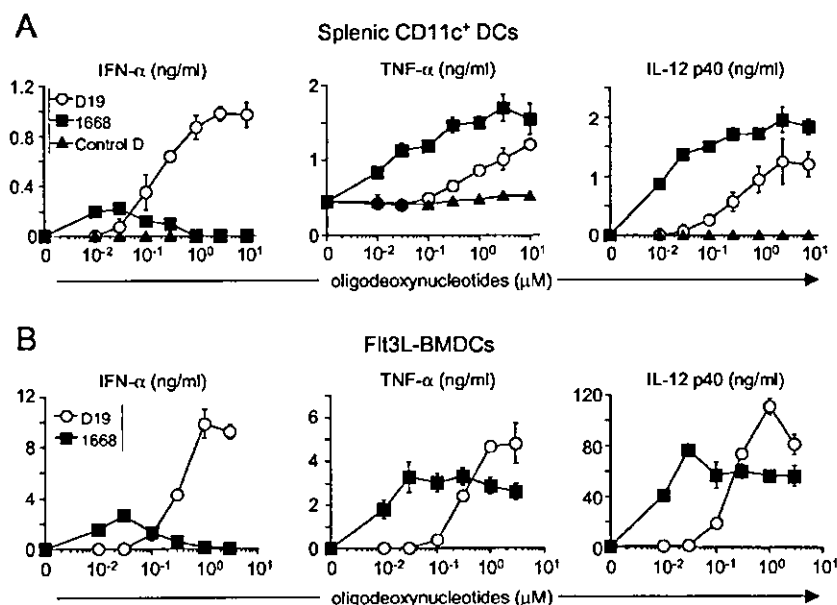 A
Splenic CD11c⁺ DCs
IFN-α (ng/ml)
TNF-α (ng/ml)
IL-12 p40 (ng/ml)
D19
1668
Control D
1.2
0.8
0.4
0
0 10⁻² 10⁻¹ 10⁰ 10¹
2
1
0
0 10⁻² 10⁻¹ 10⁰ 10¹
2
1
0
0 10⁻² 10⁻¹ 10⁰ 10¹
oligodeoxynucleotides (μM)
B
Flt3L-BMDCs
IFN-α (ng/ml)
TNF-α (ng/ml)
IL-12 p40 (ng/ml)
D19
1668
12
8
4
0
0 10⁻² 10⁻¹ 10⁰ 10¹
6
4
2
0
0 10⁻² 10⁻¹ 10⁰ 10¹
120
80
40
0
0 10⁻² 10⁻¹ 10⁰ 10¹
oligodeoxynucleotides (μM)